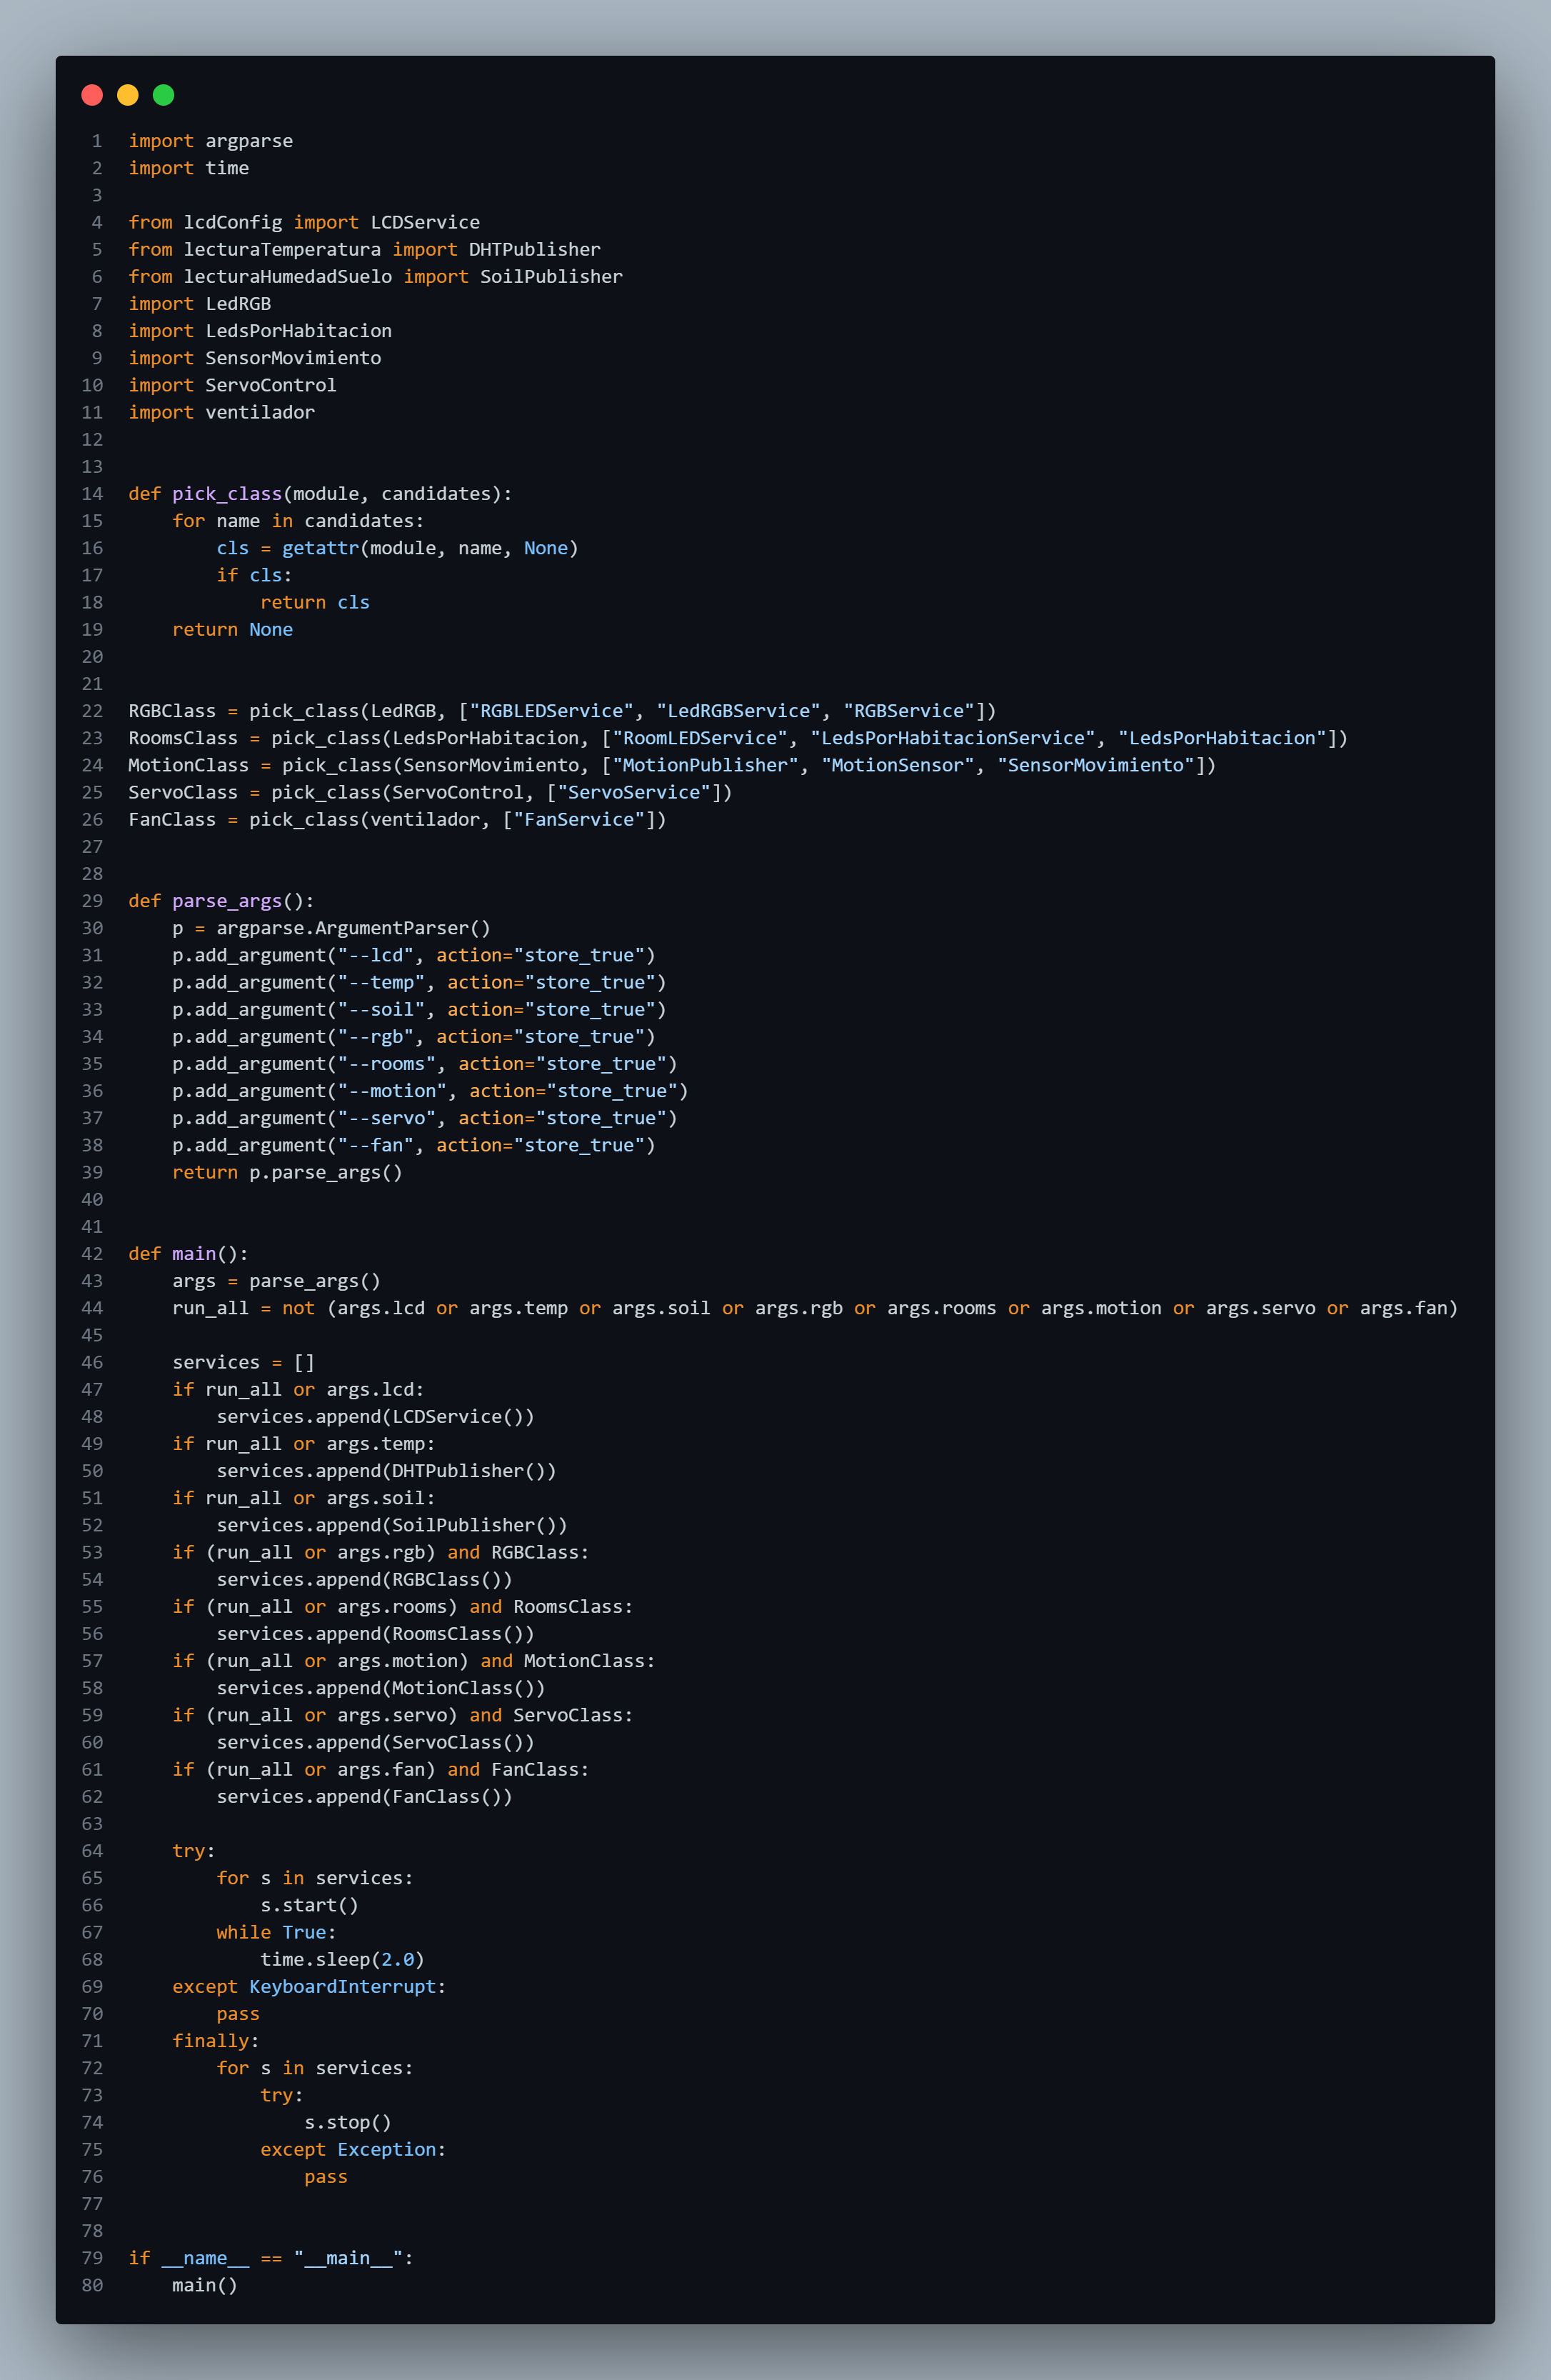 1 import argparse
2 import time
3
4 from lcdConfig import LCDService
5 from lecturaTemperatura import DHTPublisher
6 from lecturaHumedadSuelo import SoilPublisher
7 import LedRGB
8 import LedsPorHabitacion
9 import SensorMovimiento
10 import ServoControl
11 import ventilador
12
13
14 def pick_class(module, candidates):
15     for name in candidates:
16         cls = getattr(module, name, None)
17         if cls:
18             return cls
19     return None
20
21
22 RGBClass = pick_class(LedRGB, ["RGBLEDService", "LedRGBService", "RGBService"])
23 RoomsClass = pick_class(LedsPorHabitacion, ["RoomLEDService", "LedsPorHabitacionService", "LedsPorHabitacion"])
24 MotionClass = pick_class(SensorMovimiento, ["MotionPublisher", "MotionSensor", "SensorMovimiento"])
25 ServoClass = pick_class(ServoControl, ["ServoService"])
26 FanClass = pick_class(ventilador, ["FanService"])
27
28
29 def parse_args():
30     p = argparse.ArgumentParser()
31     p.add_argument("--lcd", action="store_true")
32     p.add_argument("--temp", action="store_true")
33     p.add_argument("--soil", action="store_true")
34     p.add_argument("--rgb", action="store_true")
35     p.add_argument("--rooms", action="store_true")
36     p.add_argument("--motion", action="store_true")
37     p.add_argument("--servo", action="store_true")
38     p.add_argument("--fan", action="store_true")
39     return p.parse_args()
40
41
42 def main():
43     args = parse_args()
44     run_all = not (args.lcd or args.temp or args.soil or args.rgb or args.rooms or args.motion or args.servo or args.fan)
45
46     services = []
47     if run_all or args.lcd:
48         services.append(LCDService())
49     if run_all or args.temp:
50         services.append(DHTPublisher())
51     if run_all or args.soil:
52         services.append(SoilPublisher())
53     if (run_all or args.rgb) and RGBClass:
54         services.append(RGBClass())
55     if (run_all or args.rooms) and RoomsClass:
56         services.append(RoomsClass())
57     if (run_all or args.motion) and MotionClass:
58         services.append(MotionClass())
59     if (run_all or args.servo) and ServoClass:
60         services.append(ServoClass())
61     if (run_all or args.fan) and FanClass:
62         services.append(FanClass())
63
64     try:
65         for s in services:
66             s.start()
67         while True:
68             time.sleep(2.0)
69     except KeyboardInterrupt:
70         pass
71     finally:
72         for s in services:
73             try:
74                 s.stop()
75             except Exception:
76                 pass
77
78
79 if __name__ == "__main__":
80     main()